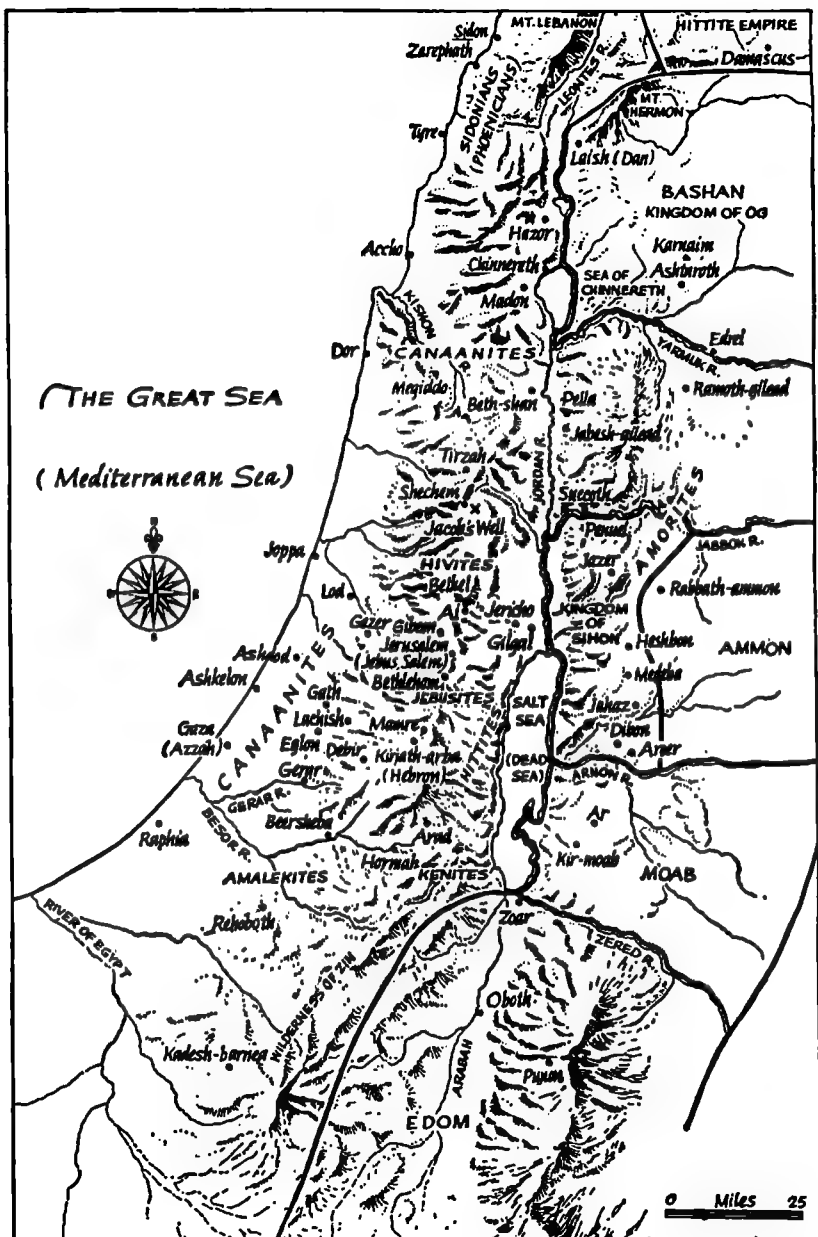 MT. LEBANON
HITTITE EMPIRE
Sidon
Zarephath
Damascus
LEONTES R.
MT.
HERMON
SIDONIANS
(PHOENICIANS)
Tyre
Laish (Dan)
BASHAN
KINGDOM OF OG
Hazor
Karnaim
Ashtaroth
Accho
Chinnereth
SEA OF
CHINNERETH
Madon
KISHON
R.
Dor
CANAANITES
Edrei
YARMUK R.
Megiddo
Beth-shan
Pella
Ramoth-gilead
THE GREAT SEA
Jabesh-gilead
Tirzah
JORDAN R.
(Mediterranean Sea)
Shechem
Succoth
AMORITES
Jacob's Well
Penuel
JABBOK R.
Joppa
HIVITES
Jazer
Bethel
Rabbath-ammon
Lod
Ai
Jericho
KINGDOM
OF
SIHON
Gezer
Gibeon
Gilgal
Heshbon
AMMON
Jerusalem
(Jebus, Salem)
Ashdod
Bethlehem
Medeba
Ashkelon
JEBUSITES
CANAANITES
Gath
SALT
SEA
Jahaz
Lachish
Mamre
HITTITES
Dibon
Gaza
(Azzah)
Eglon
Debir
Kirjath-arba
(Hebron)
(DEAD
SEA)
Aroer
Gerar
ARNON R.
GERAR R.
BESOR R.
Beersheba
Arad
Ar
Raphia
Hormah
Kir-moab
AMALEKITES
KENITES
MOAB
Rehoboth
Zoar
RIVER OF EGYPT
ZERED R.
WILDERNESS OF ZIN
Oboth
Kadesh-barnea
ARABAH
Punon
EDOM
0 Miles 25